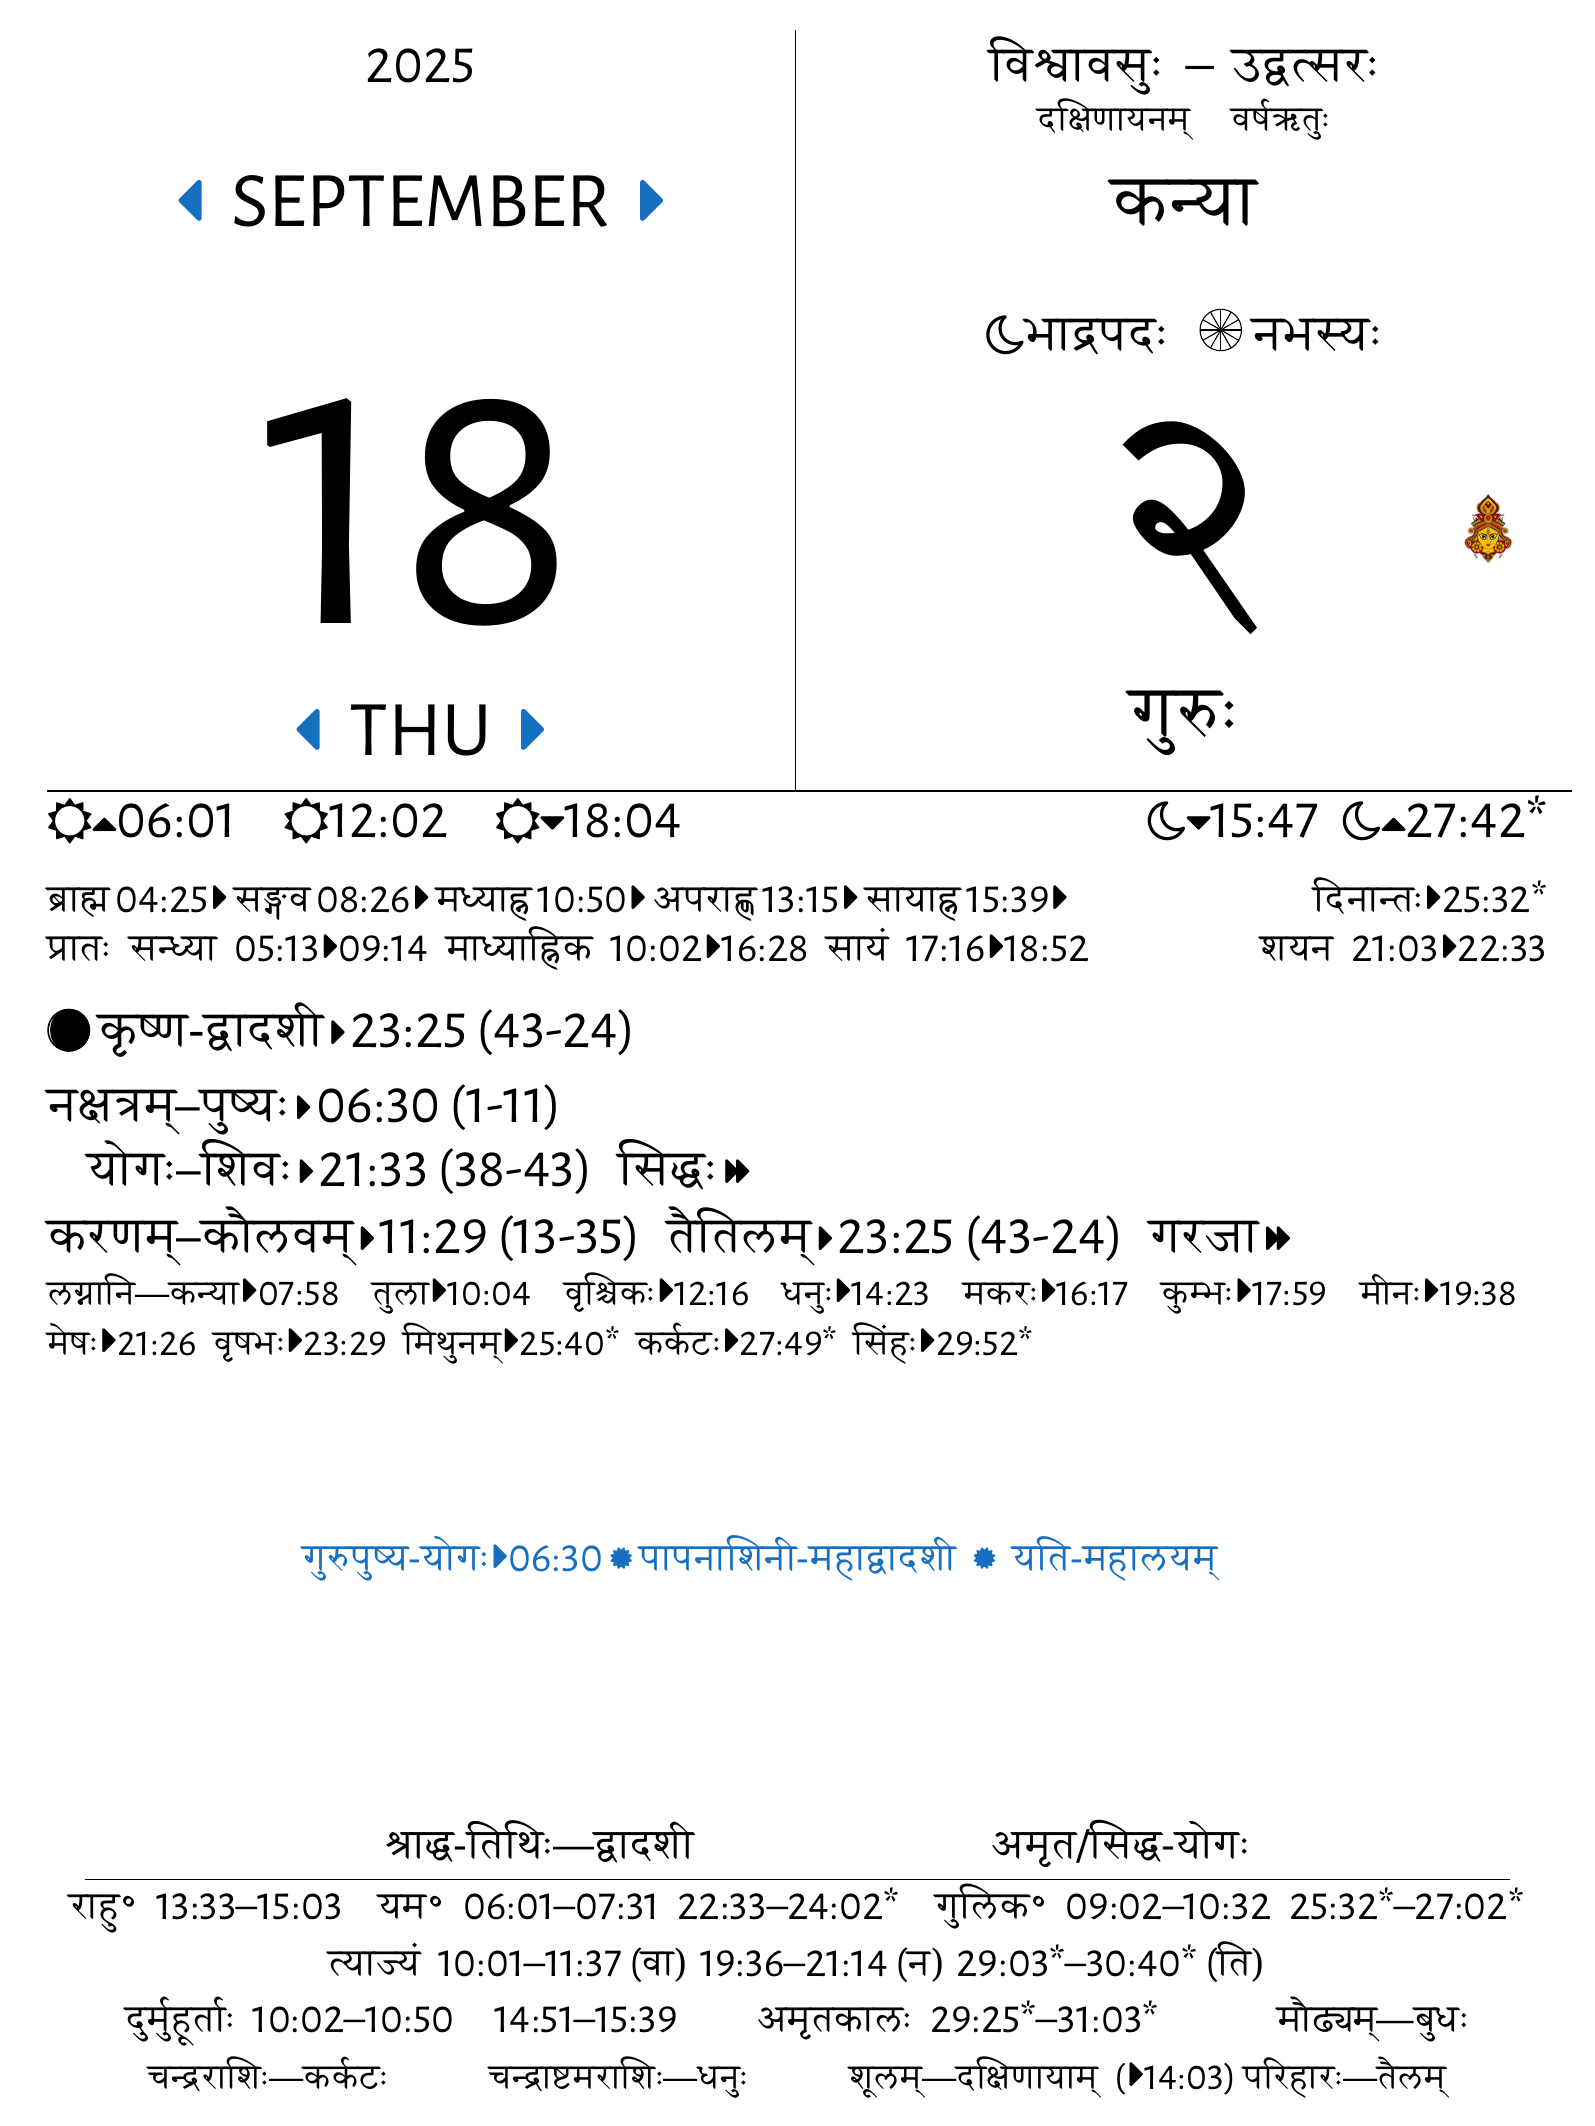 2025
SEPTEMBER
18
THU
विश्वावसुः – उद्वत्सरः
दक्षिणायनम् वर्षऋतुः
कन्या
भाद्रपदः नभस्यः
२
गुरुः
06:01 12:02 18:04 15:47 27:42*
ब्राह्म 04:25 सङ्गव 08:26 मध्याह्न 10:50 अपराह्ण 13:15 सायाह्न 15:39 दिनान्तः 25:32*
प्रातः सन्ध्या 05:13 09:14 माध्याह्निक 10:02 16:28 सायं 17:16 18:52 शयन 21:03 22:33
कृष्ण-द्वादशी 23:25 (43-24)
नक्षत्रम्–पुष्यः 06:30 (1-11)
योगः–शिवः 21:33 (38-43) सिद्धः
करणम्–कौलवम् 11:29 (13-35) तैतिलम् 23:25 (43-24) गरजा
लग्नानि—कन्या 07:58 तुला 10:04 वृश्चिकः 12:16 धनुः 14:23 मकरः 16:17 कुम्भः 17:59 मीनः 19:38
मेषः 21:26 वृषभः 23:29 मिथुनम् 25:40* कर्कटः 27:49* सिंहः 29:52*
गुरुपुष्य-योगः 06:30 पापनाशिनी-महाद्वादशी यति-महालयम्
श्राद्ध-तिथिः—द्वादशी अमृत/सिद्ध-योगः
राहु॰ 13:33–15:03 यम॰ 06:01–07:31 22:33–24:02* गुलिक॰ 09:02–10:32 25:32*–27:02*
त्याज्यं 10:01–11:37 (वा) 19:36–21:14 (न) 29:03*–30:40* (ति)
दुर्मुहूर्ताः 10:02–10:50 14:51–15:39 अमृतकालः 29:25*–31:03* मौढ्यम्—बुधः
चन्द्रराशिः—कर्कटः चन्द्राष्टमराशिः—धनुः शूलम्—दक्षिणायाम् (14:03) परिहारः—तैलम्